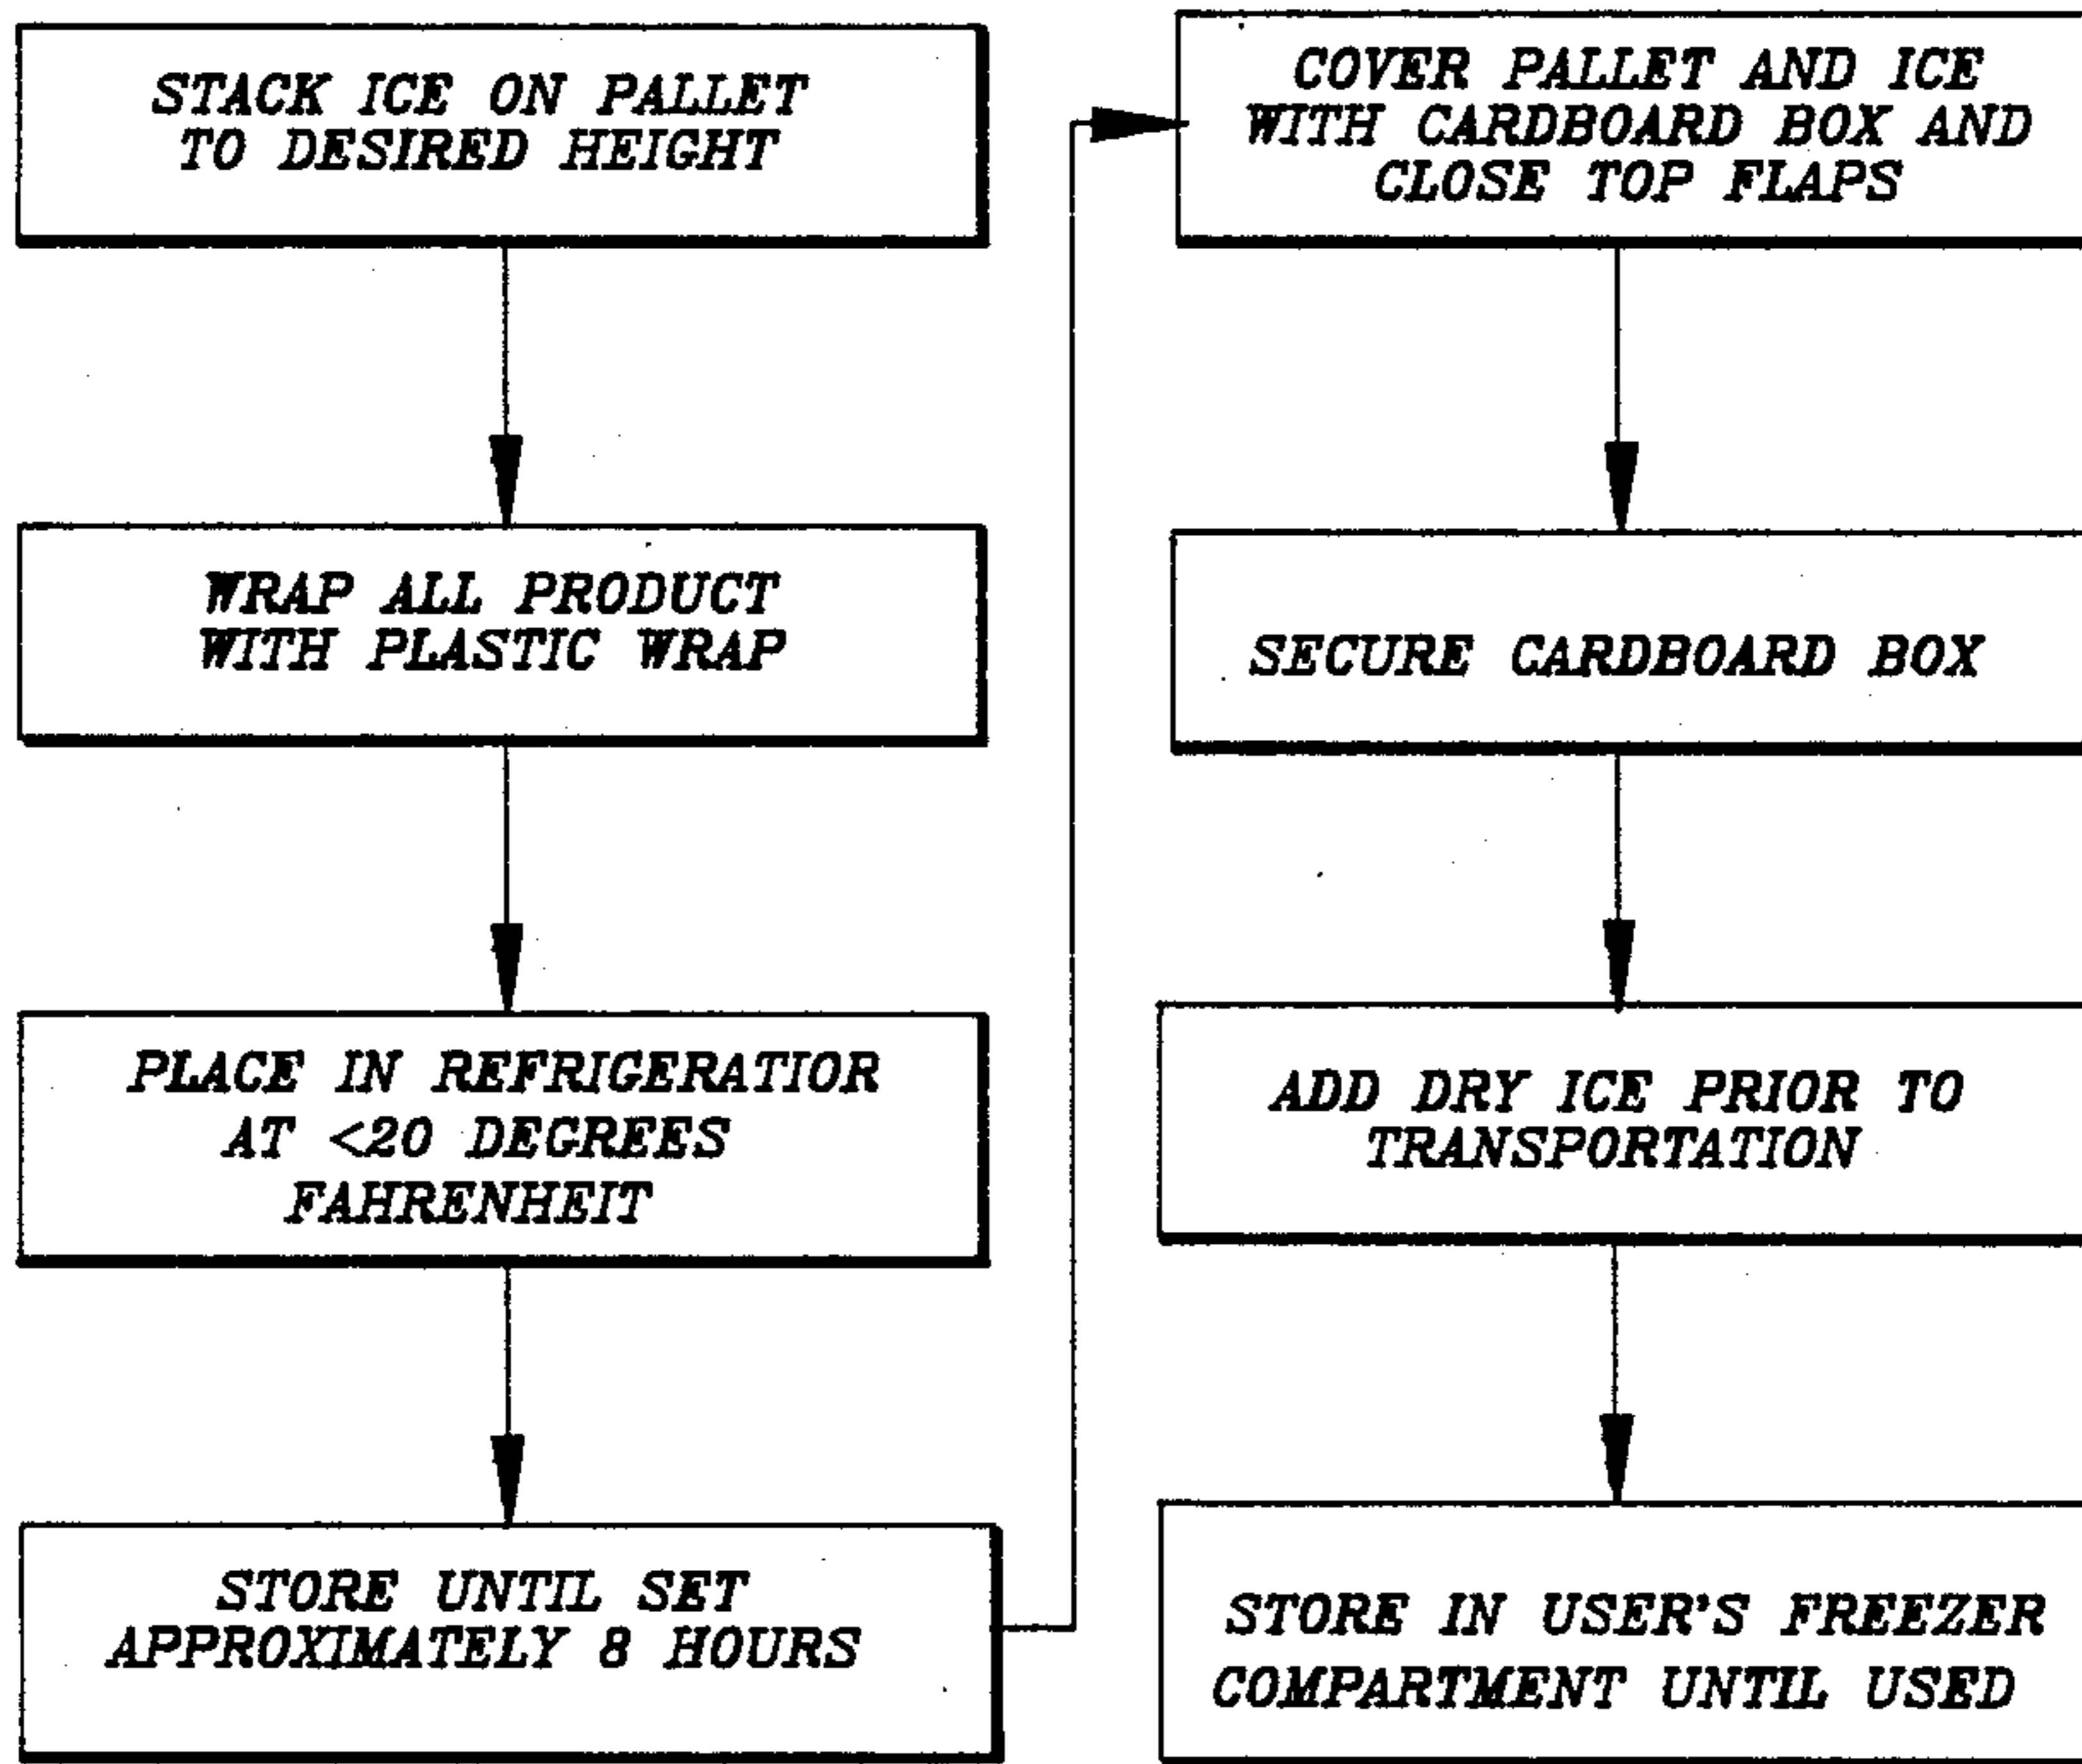 STACK ICE ON PALLET
TO DESIRED HEIGHT
WRAP ALL PRODUCT
WITH PLASTIC WRAP
PLACE IN REFRIGERATIOR
AT <20 DEGREES
FAHRENHEIT
STORE UNTIL SET
APPROXIMATELY 8 HOURS
COVER PALLET AND ICE
WITH CARDBOARD BOX AND
CLOSE TOP FLAPS
SECURE CARDBOARD BOX
ADD DRY ICE PRIOR TO
TRANSPORTATION
STORE IN USER'S FREEZER
COMPARTMENT UNTIL USED